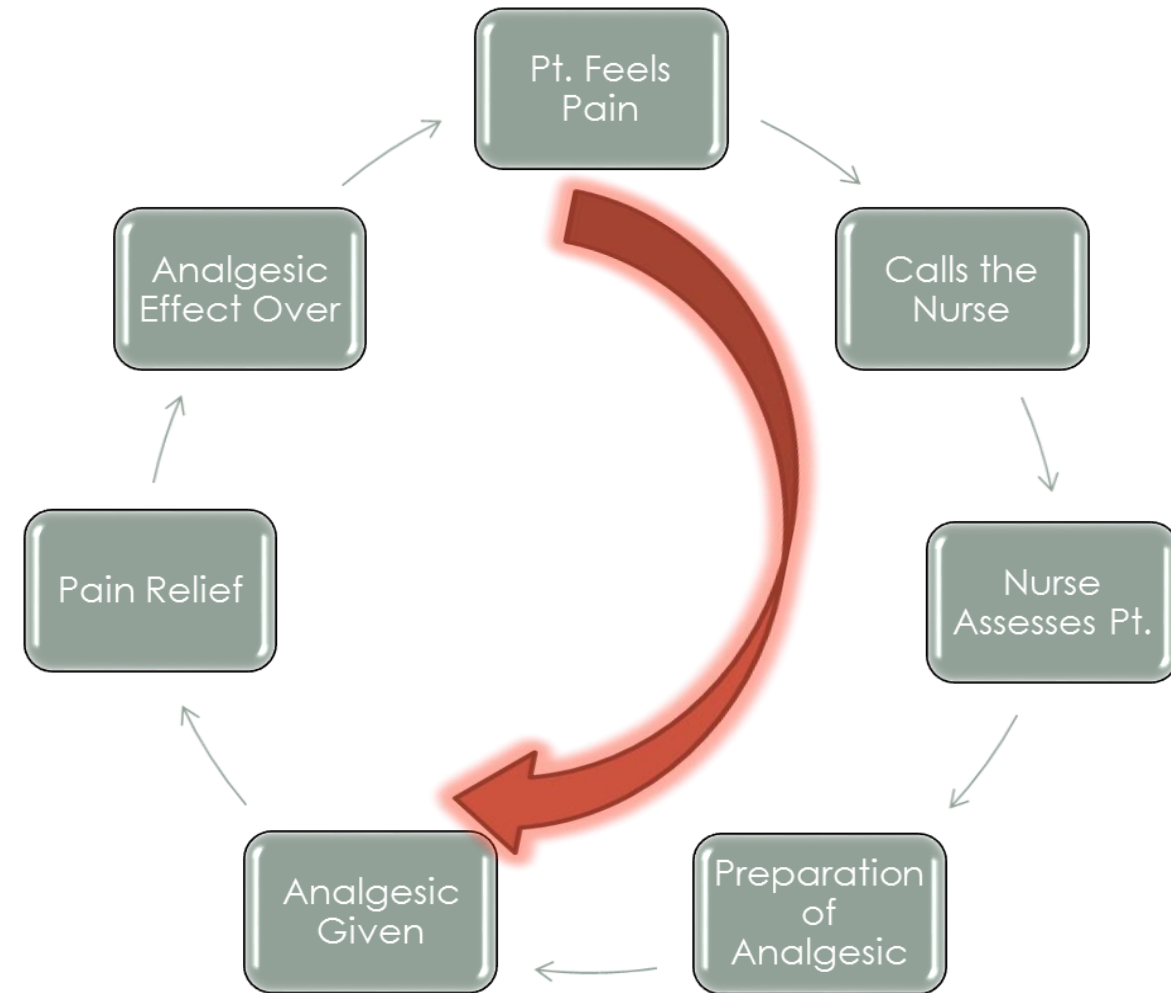 Pt. Feels
Pain
Calls the
Nurse
Nurse
Assesses Pt.
Preparation
of
Analgesic
Analgesic
Given
Pain Relief
Analgesic
Effect Over